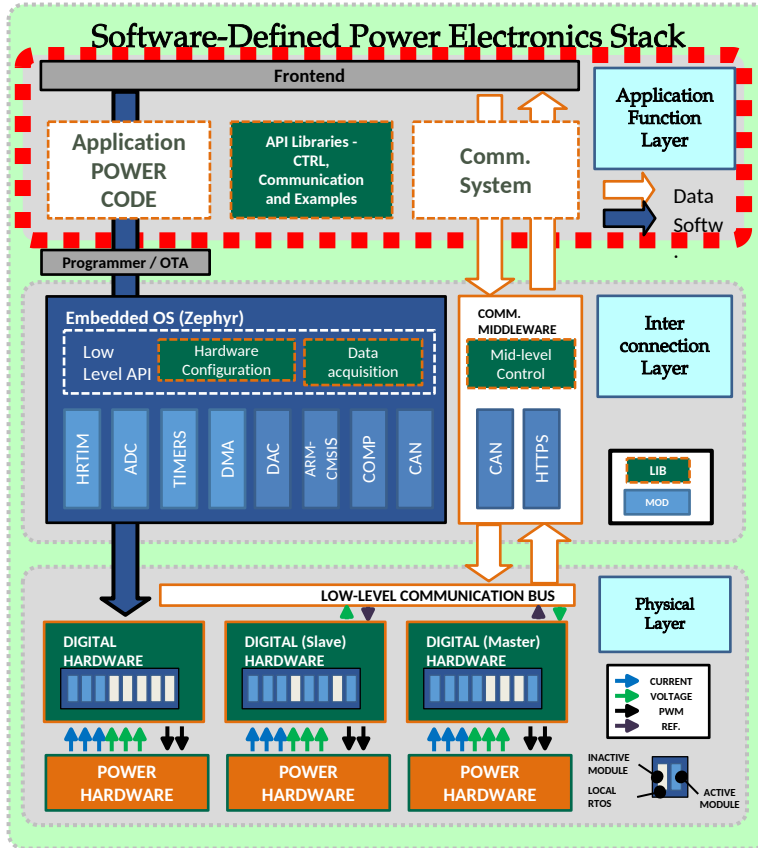 Software-Defined Power Electronics Stack
Frontend
Application
POWER
CODE
API Libraries -
CTRL,
Communication
and Examples
Comm.
System
Application
Function
Layer
Data
Softw
.
Programmer / OTA
Embedded OS (Zephyr)
Low
Level API
Hardware
Configuration
Data
acquisition
HRTIM
ADC
TIMERS
DMA
DAC
ARM-
CMSIS
COMP
CAN
COMM.
MIDDLEWARE
Mid-level
Control
CAN
HTTPS
Inter
connection
Layer
LIB
MOD
LOW-LEVEL COMMUNICATION BUS
DIGITAL
HARDWARE
DIGITAL (Slave)
HARDWARE
DIGITAL (Master)
HARDWARE
Physical
Layer
CURRENT
VOLTAGE
PWM
REF.
POWER
HARDWARE
POWER
HARDWARE
POWER
HARDWARE
INACTIVE
MODULE
LOCAL
RTOS
ACTIVE
MODULE